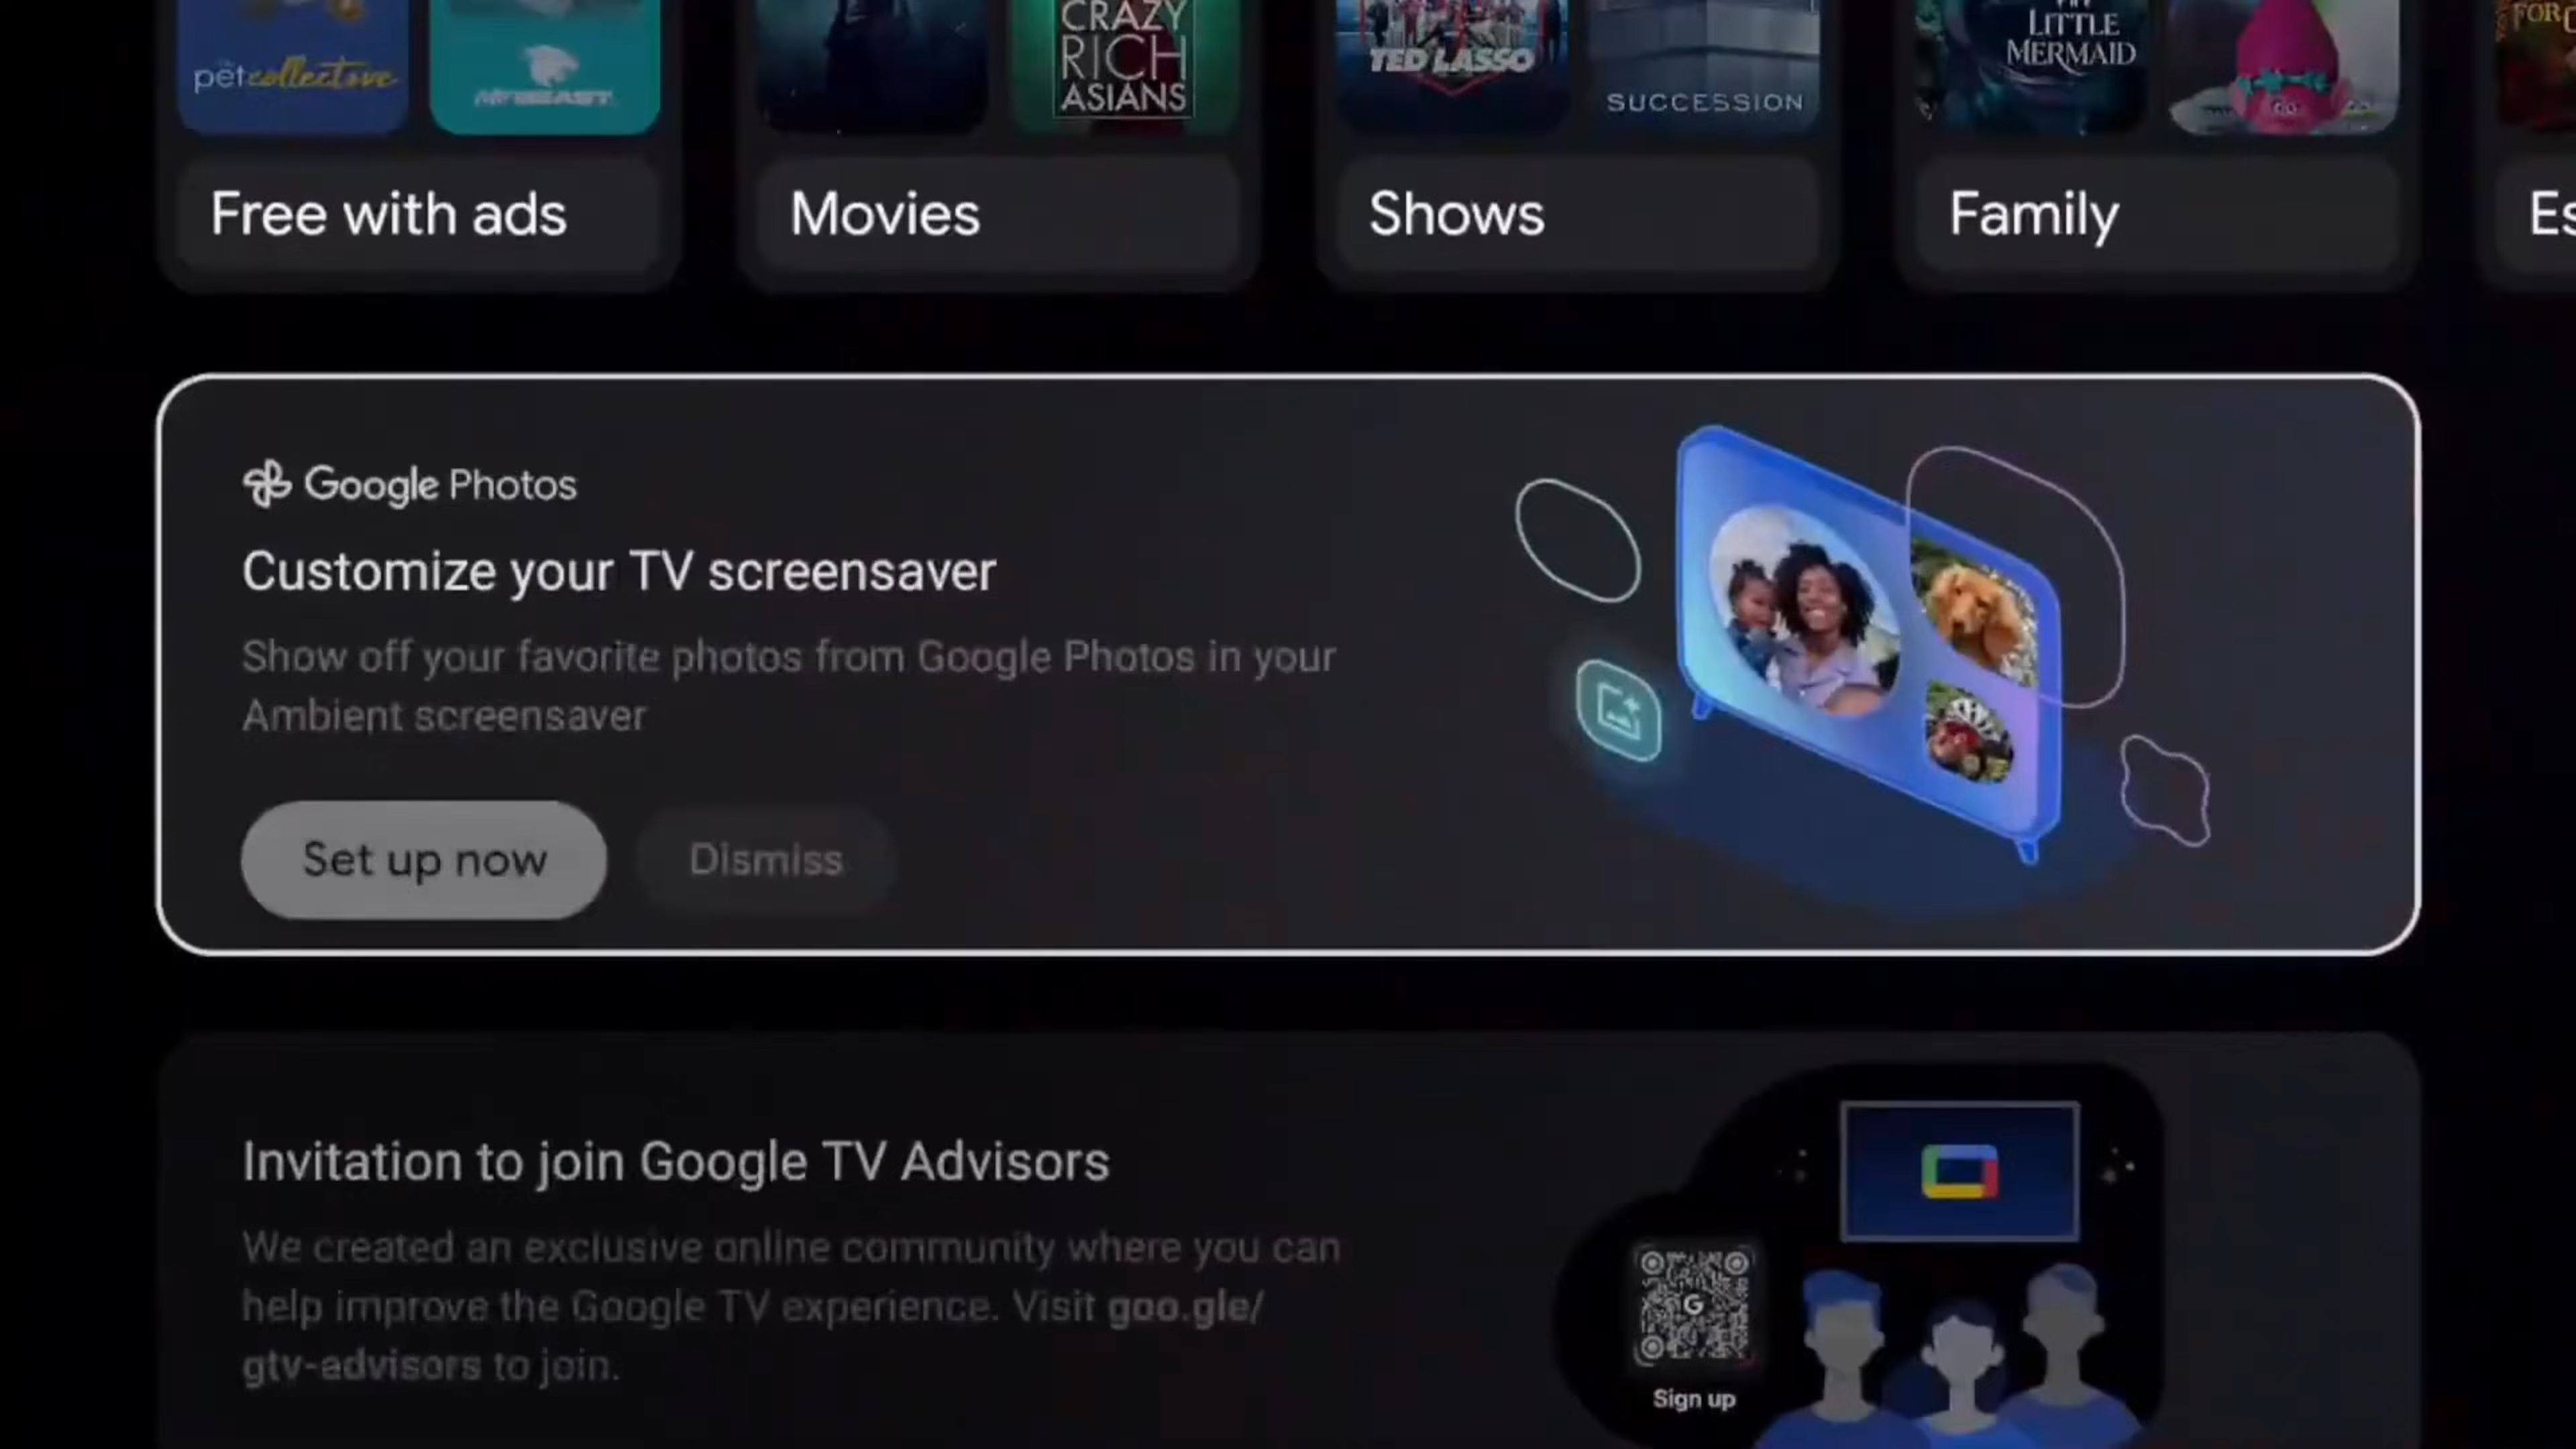 petcollective
MRBEAST
CRAZY
RICH
ASIANS
TED LASSO
SUCCESSION
LITTLE
MERMAID
Free with ads
Movies
Shows
Family
Google Photos
Customize your TV screensaver
Show off your favorite photos from Google Photos in your
Ambient screensaver
Set up now
Dismiss
Invitation to join Google TV Advisors
We created an exclusive online community where you can
help improve the Google TV experience. Visit goo.gle/
gtv-advisors to join.
G
Sign up